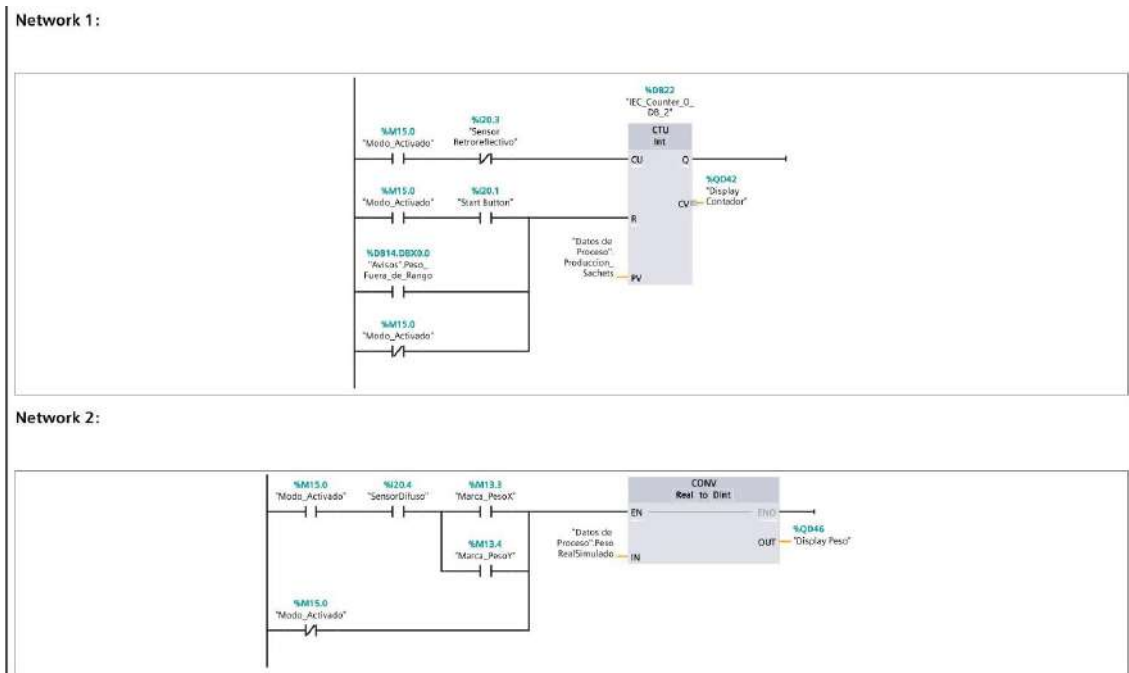 Network 1:
%DB22
"IEC_Counter_0_
DB_2"
%M15.0
"Modo_Activado"
%I20.3
"Sensor
Retroreflectivo"
CTU
Int
CU
Q
%QD42
"Display
Contador"
CV
%M15.0
"Modo_Activado"
%I20.1
"Start Button"
R
"Datos de
Proceso".
Produccion_
Sachets
PV
%DB14.DBX0.0
"Avisos".Peso_
Fuera_de_Rango
%M15.0
"Modo_Activado"
Network 2:
%M15.0
"Modo_Activado"
%I20.4
"SensorDifuso"
%M13.3
"Marca_PesoX"
CONV
Real to Dint
EN
ENO
%QD46
"Display Peso"
OUT
"Datos de
Proceso".Peso
RealSimulado
IN
%M13.4
"Marca_PesoY"
%M15.0
"Modo_Activado"